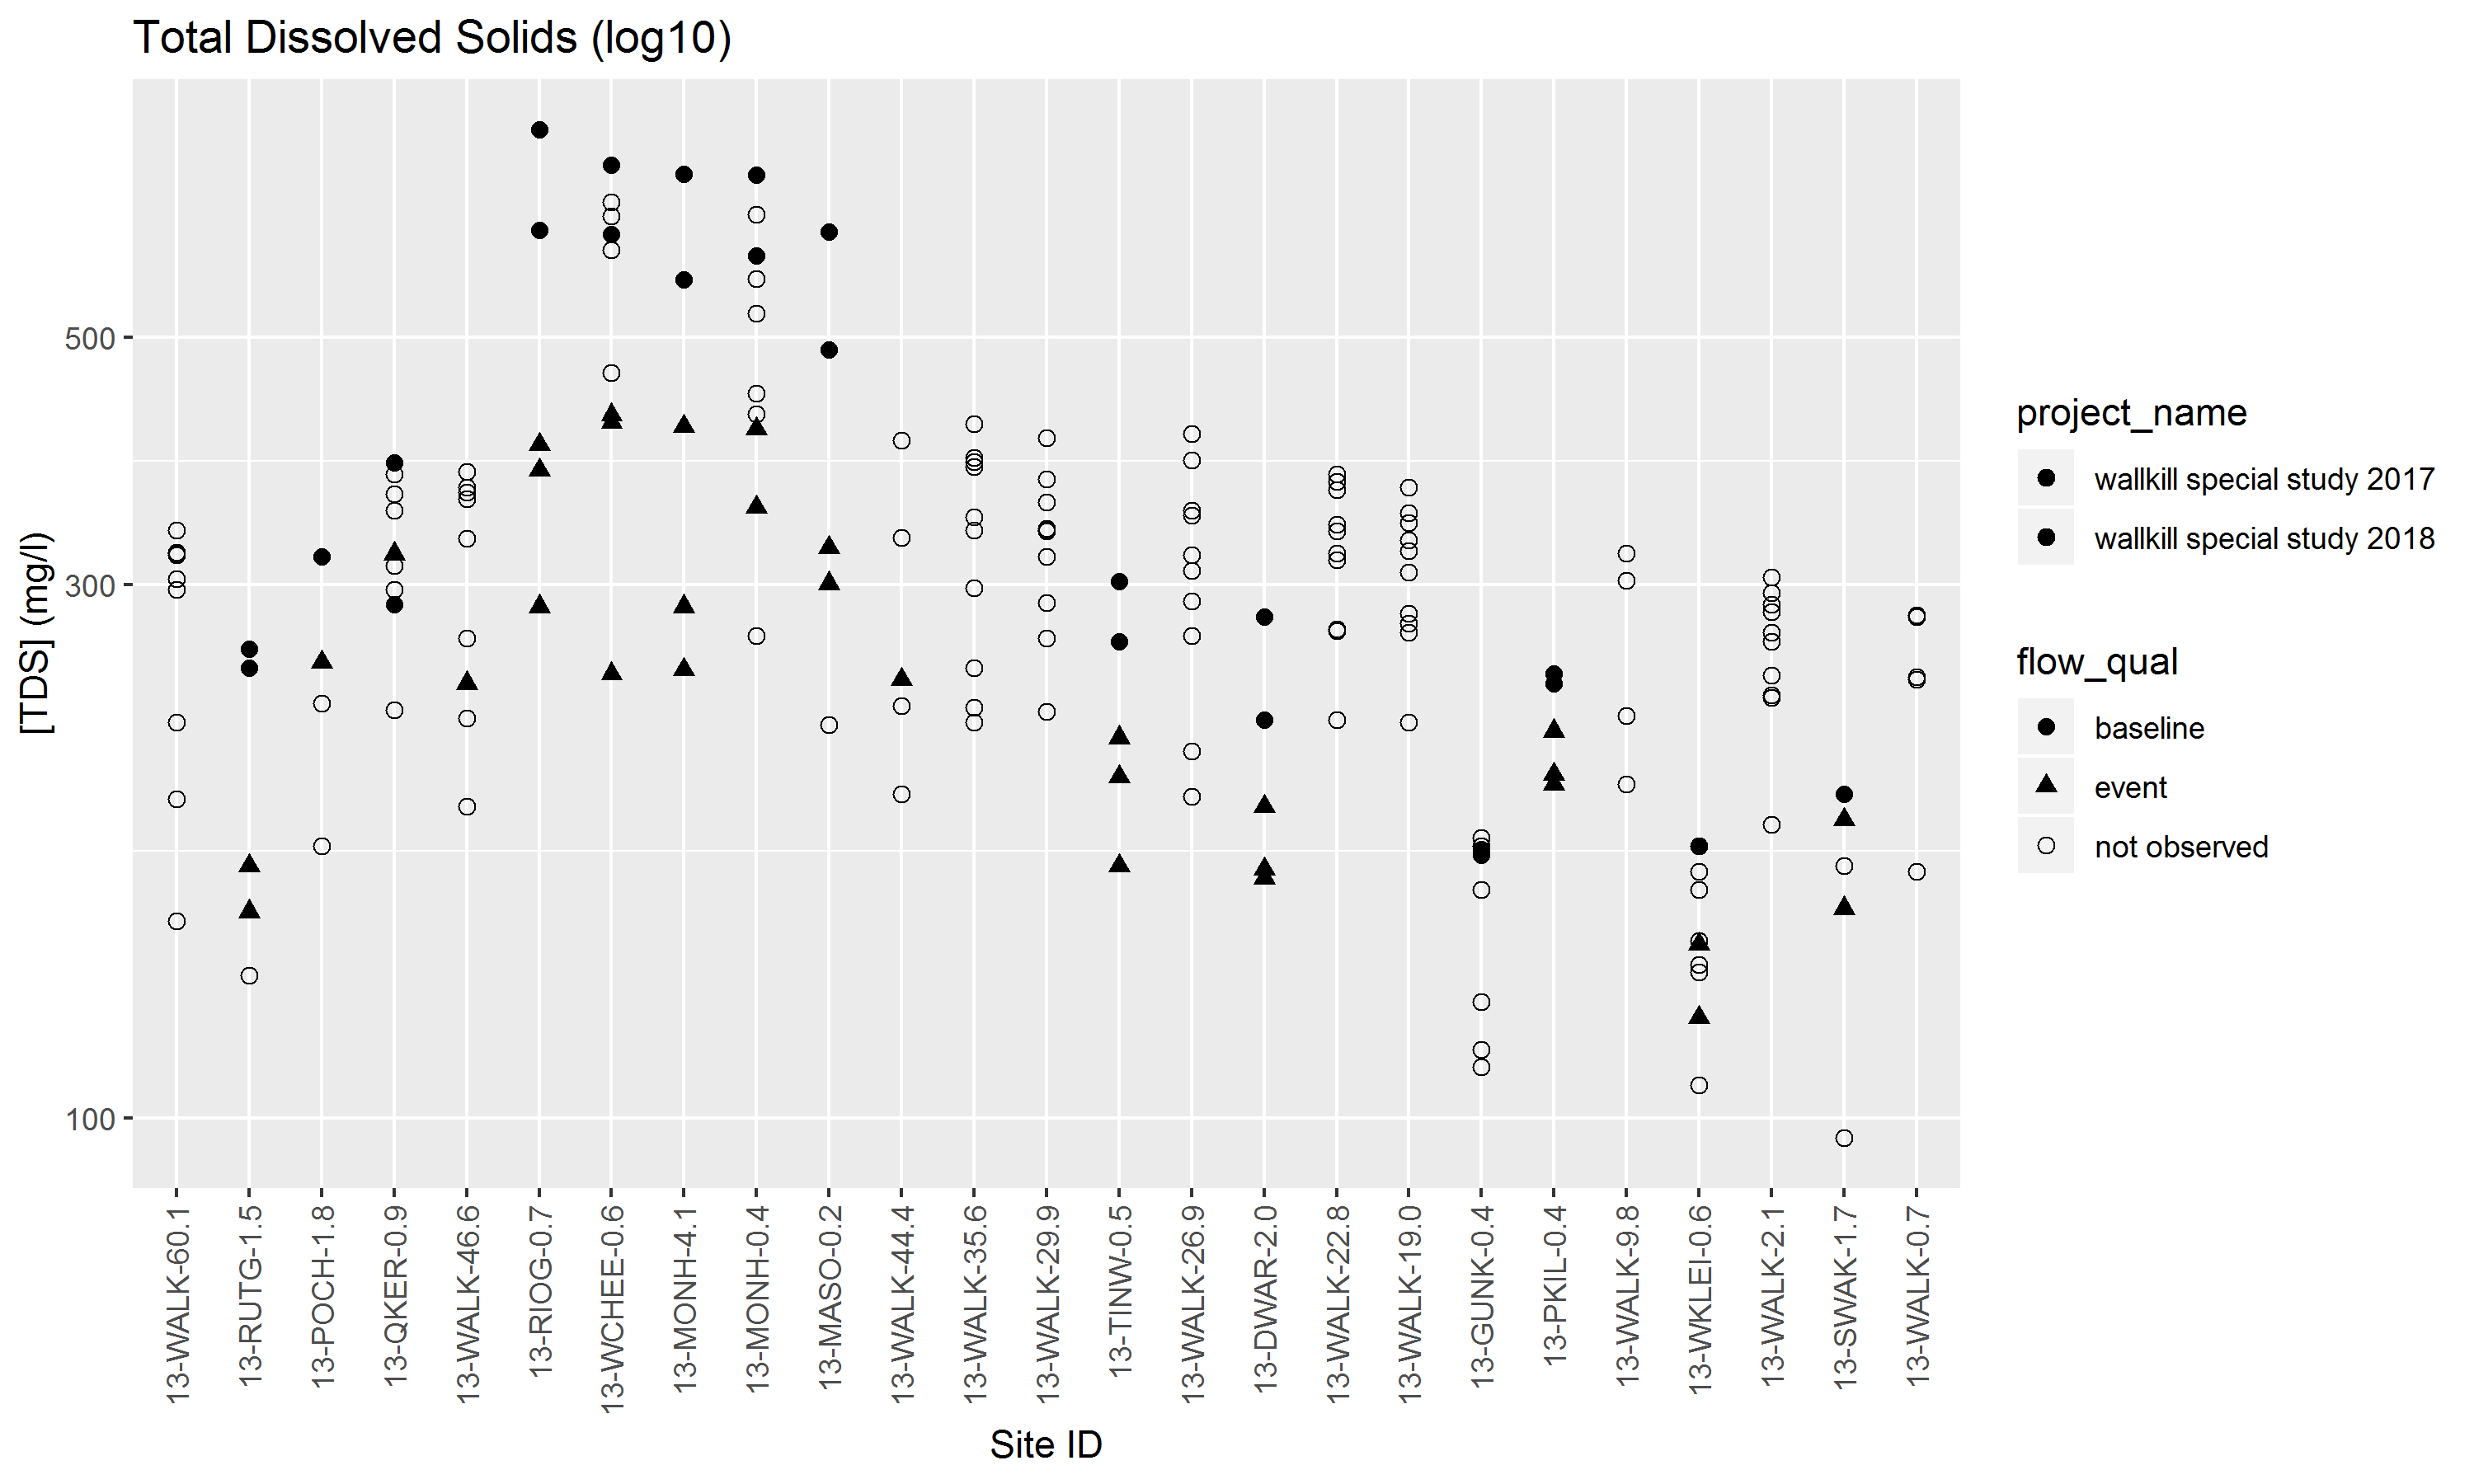 Total Dissolved Solids (log10)
[TDS] (mg/l)
500
300
100
13-WALK-60.1
13-RUTG-1.5
13-POCH-1.8
13-QKER-0.9
13-WALK-46.6
13-RIOG-0.7
13-WCHEE-0.6
13-MONH-4.1
13-MONH-0.4
13-MASO-0.2
13-WALK-44.4
13-WALK-35.6
13-WALK-29.9
13-TINW-0.5
13-WALK-26.9
13-DWAR-2.0
13-WALK-22.8
13-WALK-19.0
13-GUNK-0.4
13-PKIL-0.4
13-WALK-9.8
13-WKLEI-0.6
13-WALK-2.1
13-SWAK-1.7
13-WALK-0.7
Site ID
project_name
wallkill special study 2017
wallkill special study 2018
flow_qual
baseline
event
not observed